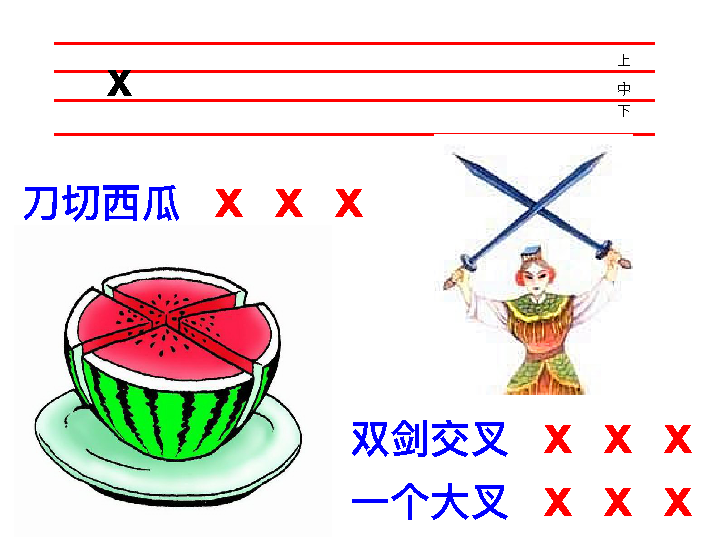 上
x 中
下
刀切西瓜 x x x
双剑交叉 x x x
一个大叉 x x x